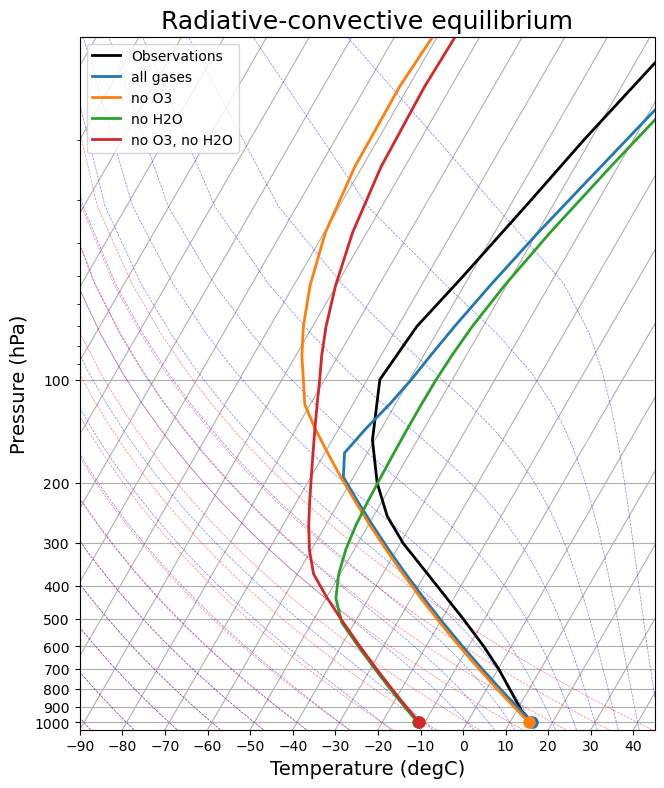 Radiative-convective equilibrium
Observations
all gases
no O3
no H2O
no O3, no H2O
Pressure (hPa)
100
200
300
400
500
600
700
800
900
1000
−90 −80 −70 −60 −50 −40 −30 −20 −10 0 10 20 30 40
Temperature (degC)